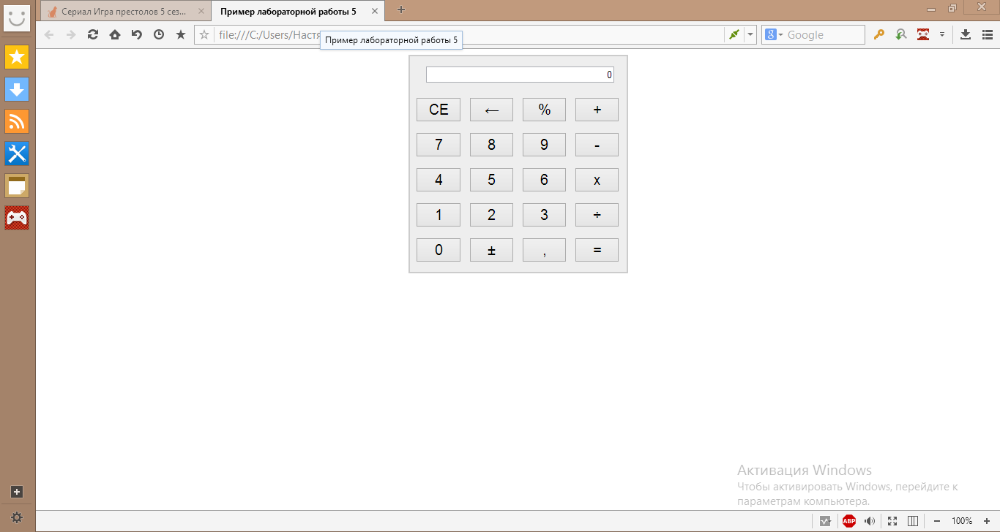 Сериал Игра престолов 5 сез...
Пример лабораторной работы 5
file:///C:/Users/Настя
Google
Пример лабораторной работы 5
0
CE ← % +
7 8 9 -
4 5 6 x
1 2 3 ÷
0 ± , =
Активация Windows
Чтобы активировать Windows, перейдите к
параметрам компьютера.
ABP
100%